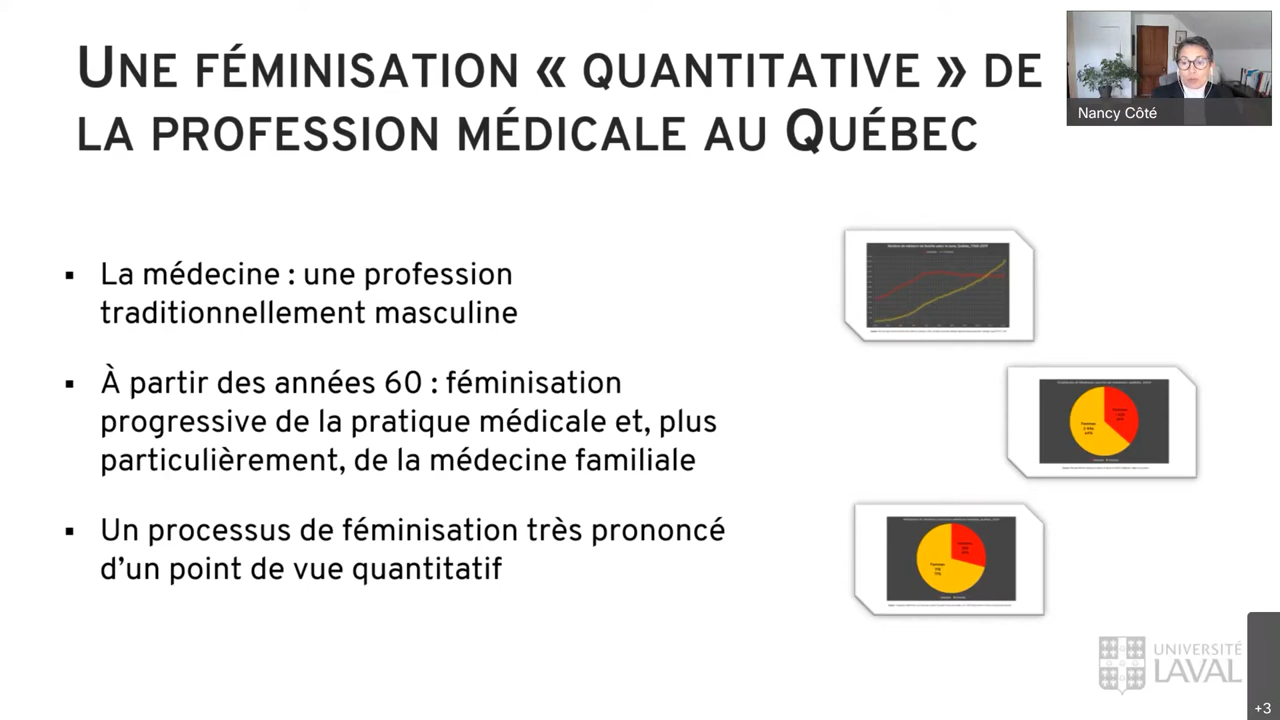 UNE FÉMINISATION « QUANTITATIVE » DE
LA PROFESSION MÉDICALE AU QUÉBEC
Nancy Côté
▪ La médecine : une profession
traditionnellement masculine
▪ À partir des années 60 : féminisation
progressive de la pratique médicale et, plus
particulièrement, de la médecine familiale
▪ Un processus de féminisation très prononcé
d’un point de vue quantitatif
Femmes
Femmes
UNIVERSITÉ
LAVAL
+3